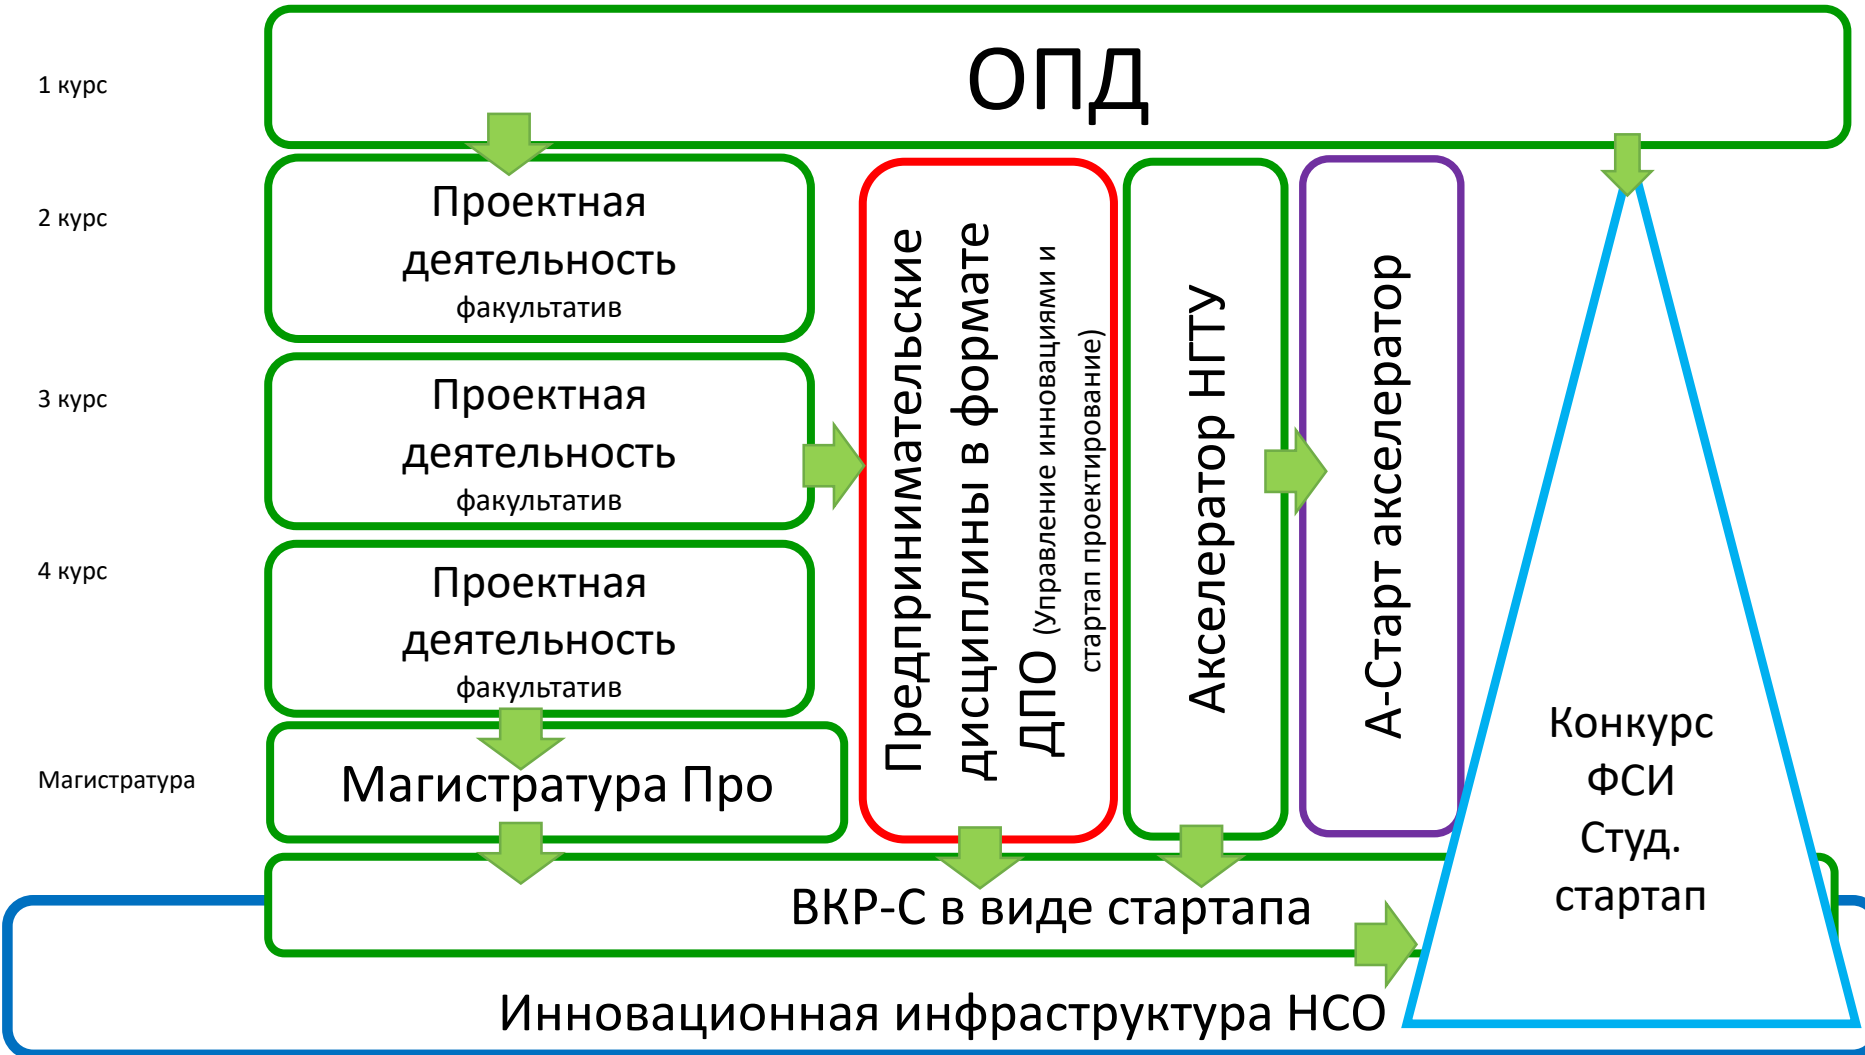 ОПД
1 курс
2 курс
Проектная
деятельность
факультатив
3 курс
Проектная
деятельность
факультатив
4 курс
Проектная
деятельность
факультатив
Магистратура
Магистратура Про
Предпринимательские
дисциплины в формате
ДПО (Управление инновациями и
стартап проектирование)
Акселератор НГТУ
А-Старт акселератор
Конкурс
ФСИ
Студ.
стартап
ВКР-С в виде стартапа
Инновационная инфраструктура НСО